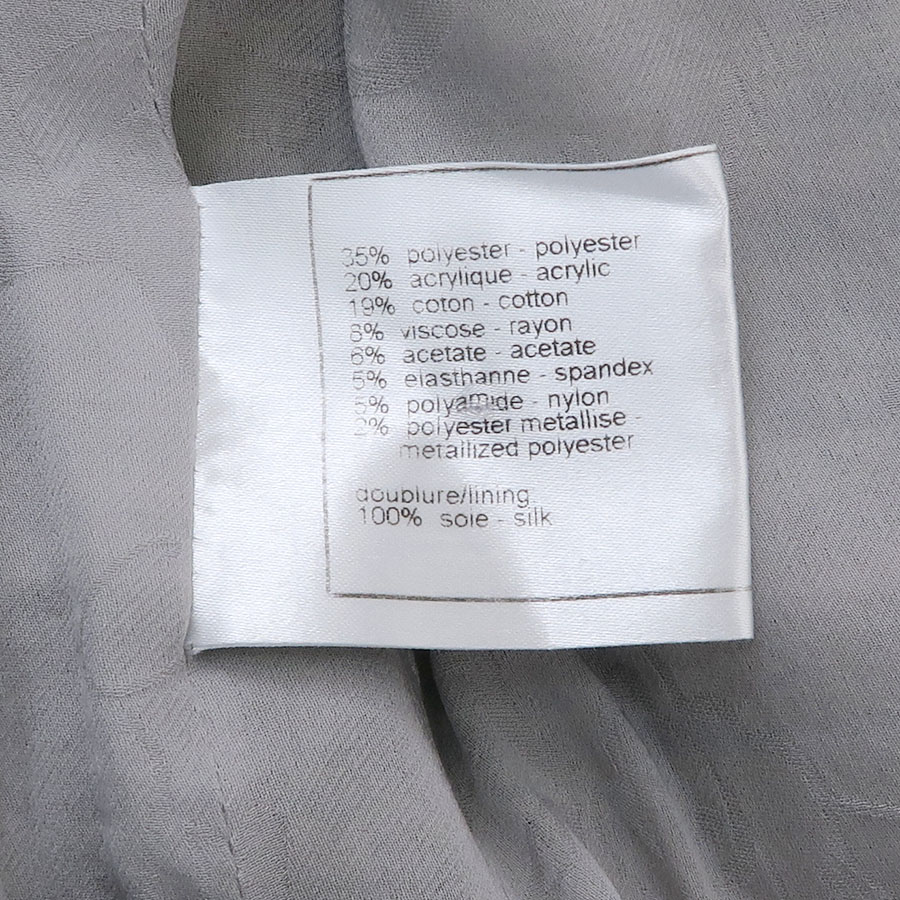 35% polyester - polyester
20% acrylique - acrylic
19% coton - cotton
8% viscose - rayon
6% acetate - acetate
5% elasthanne - spandex
5% polyamide - nylon
2% polyester metallise -
metallized polyester
doublure/lining
100% soie - silk